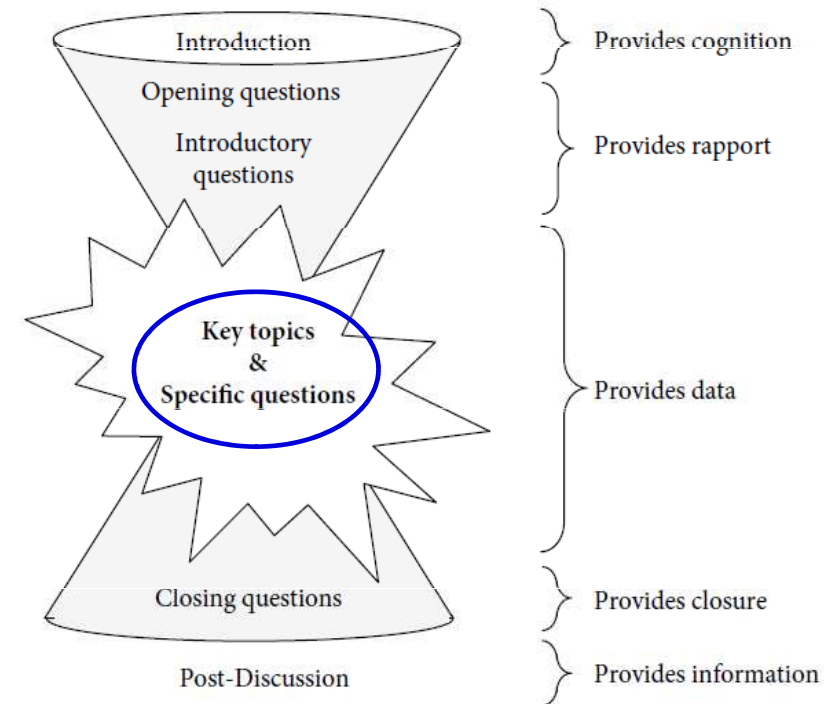 Introduction
Provides cognition
Opening questions
Introductory
questions
Provides rapport
Key topics
&
Specific questions
Provides data
Closing questions
Provides closure
Post-Discussion
Provides information